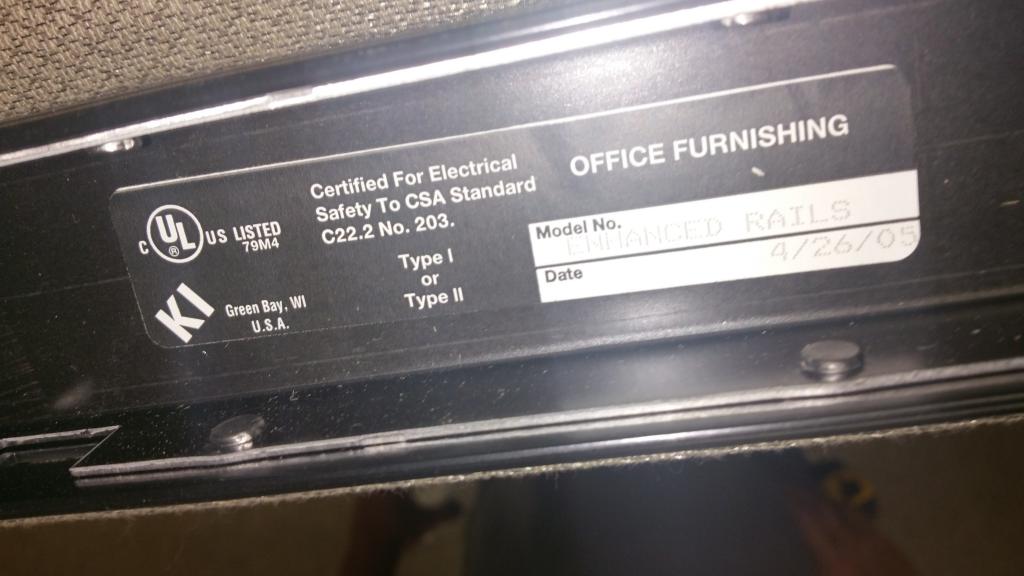 C UL US LISTED
®
79M4
KI
Green Bay, WI
U.S.A.
Certified For Electrical
Safety To CSA Standard
C22.2 No. 203.
Type I
or
Type II
OFFICE FURNISHING
Model No.
ENHANCED RAILS
4/26/05
Date